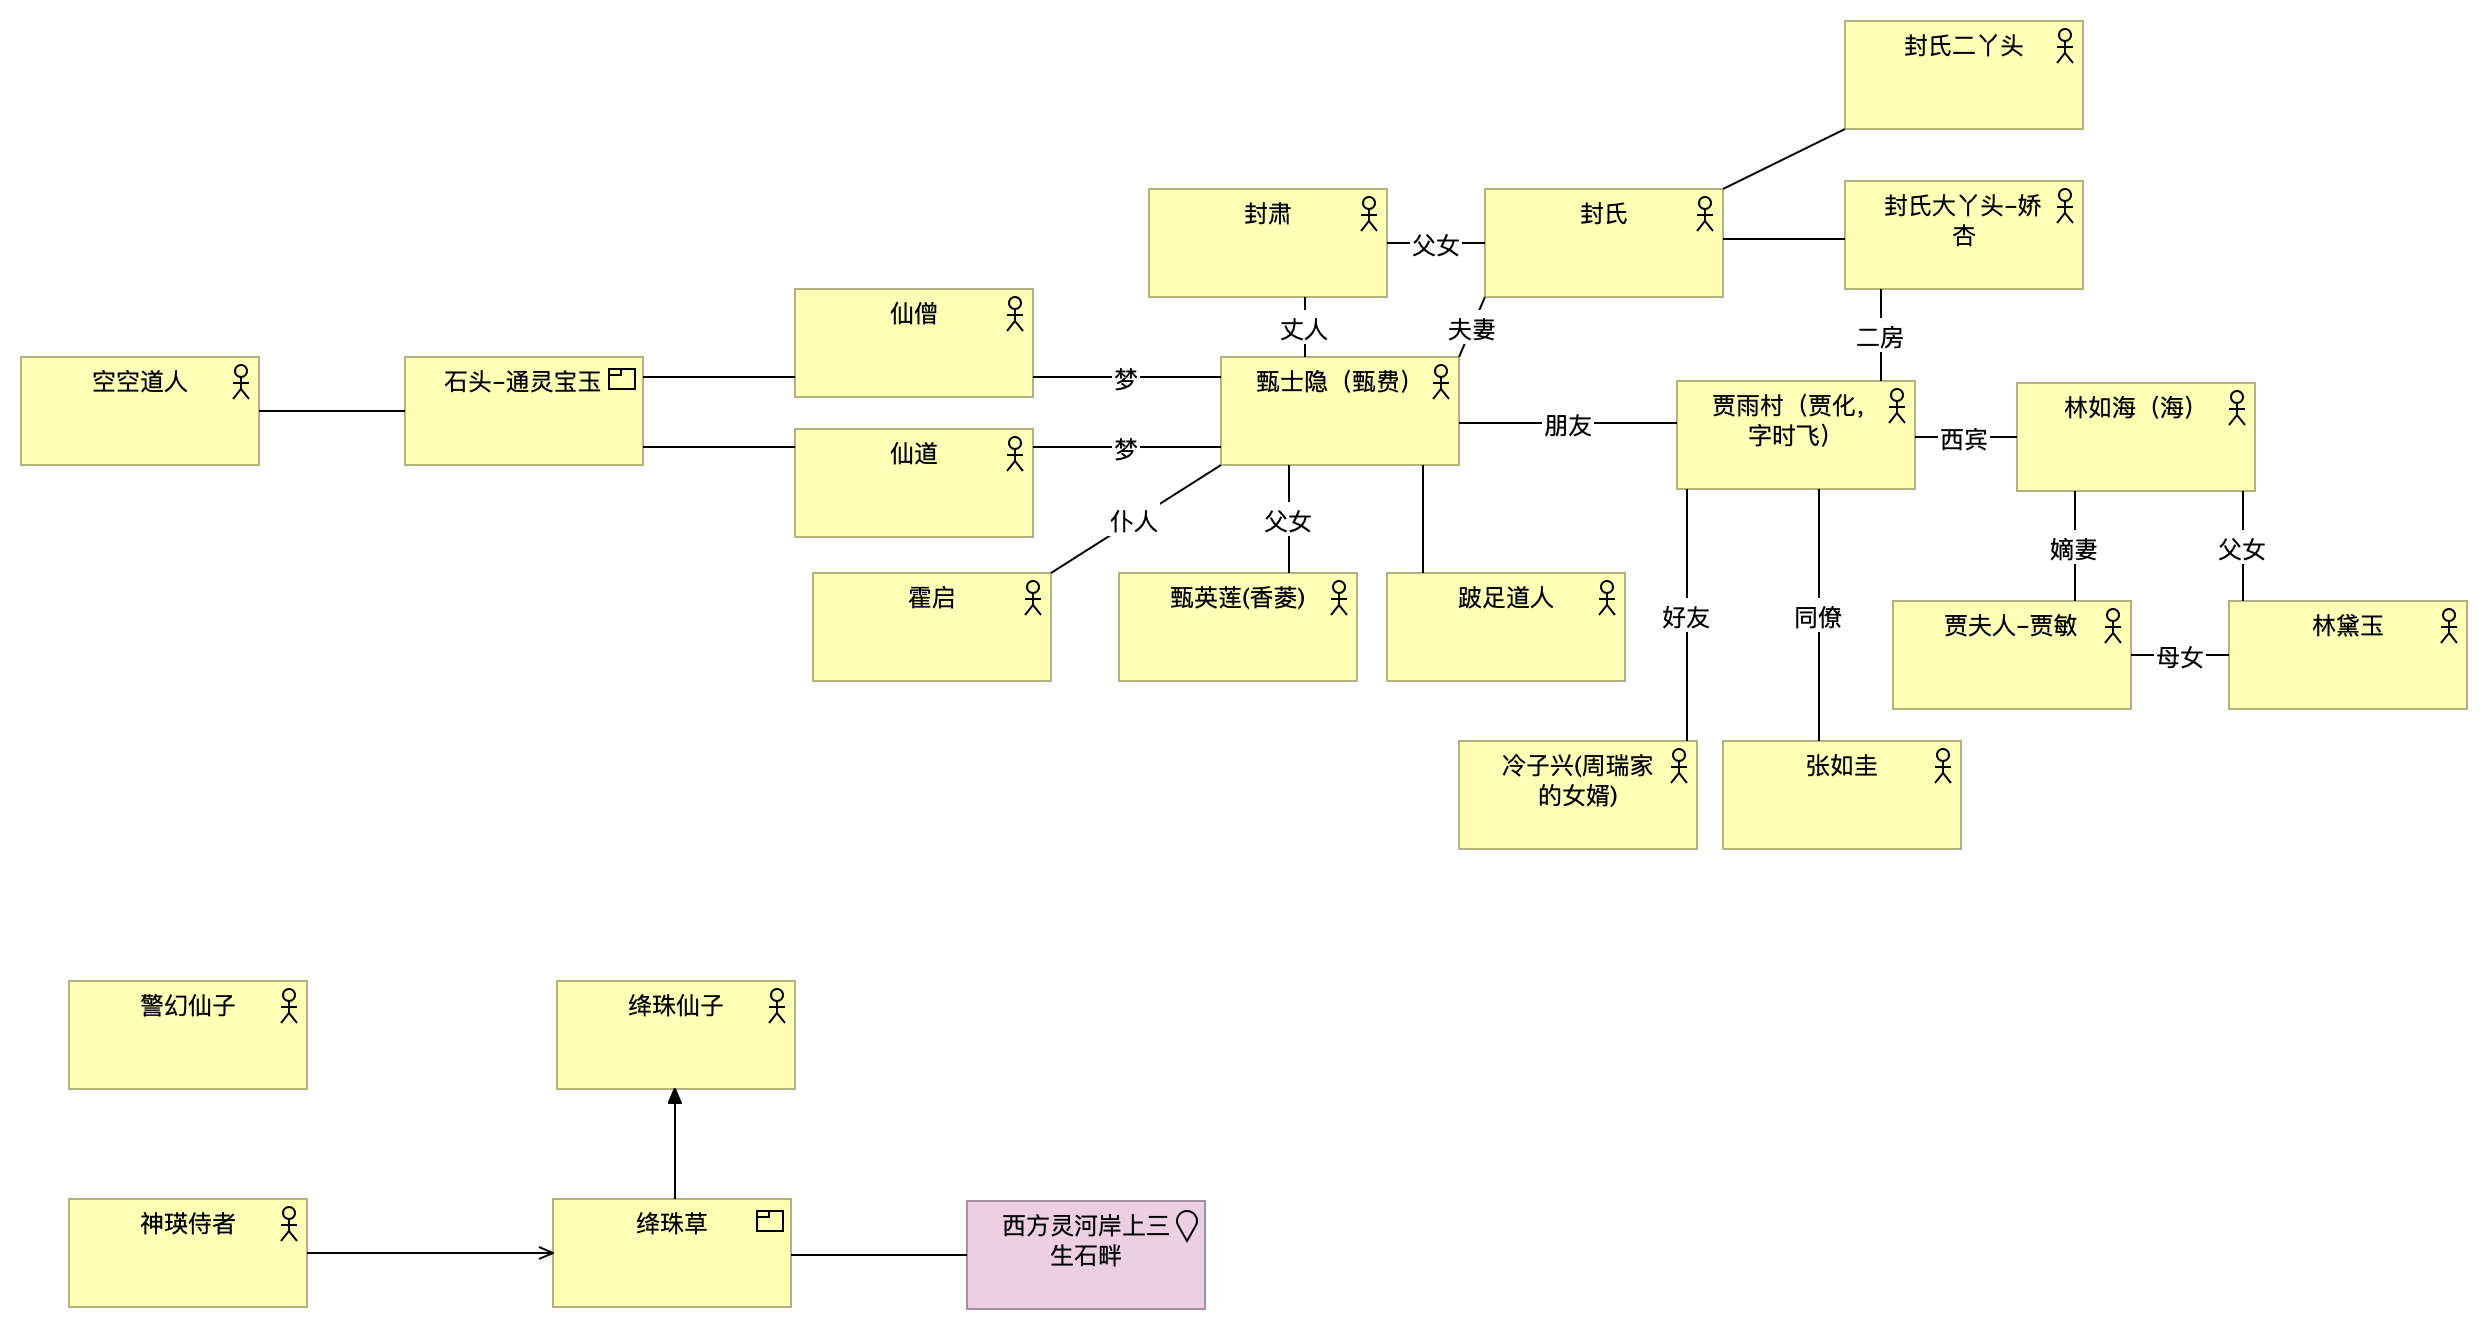 封氏二丫头
封肃
父女
封氏
封氏大丫头-娇
杏
丈人
夫妻
二房
空空道人
石头-通灵宝玉
仙僧
梦
仙道
梦
甄士隐（甄费）
朋友
贾雨村（贾化，
字时飞）
西宾
林如海（海）
仆人
父女
好友
同僚
嫡妻
父女
霍启
甄英莲(香菱)
跛足道人
贾夫人-贾敏
母女
林黛玉
冷子兴(周瑞家
的女婿)
张如圭
警幻仙子
绛珠仙子
神瑛侍者
绛珠草
西方灵河岸上三
生石畔